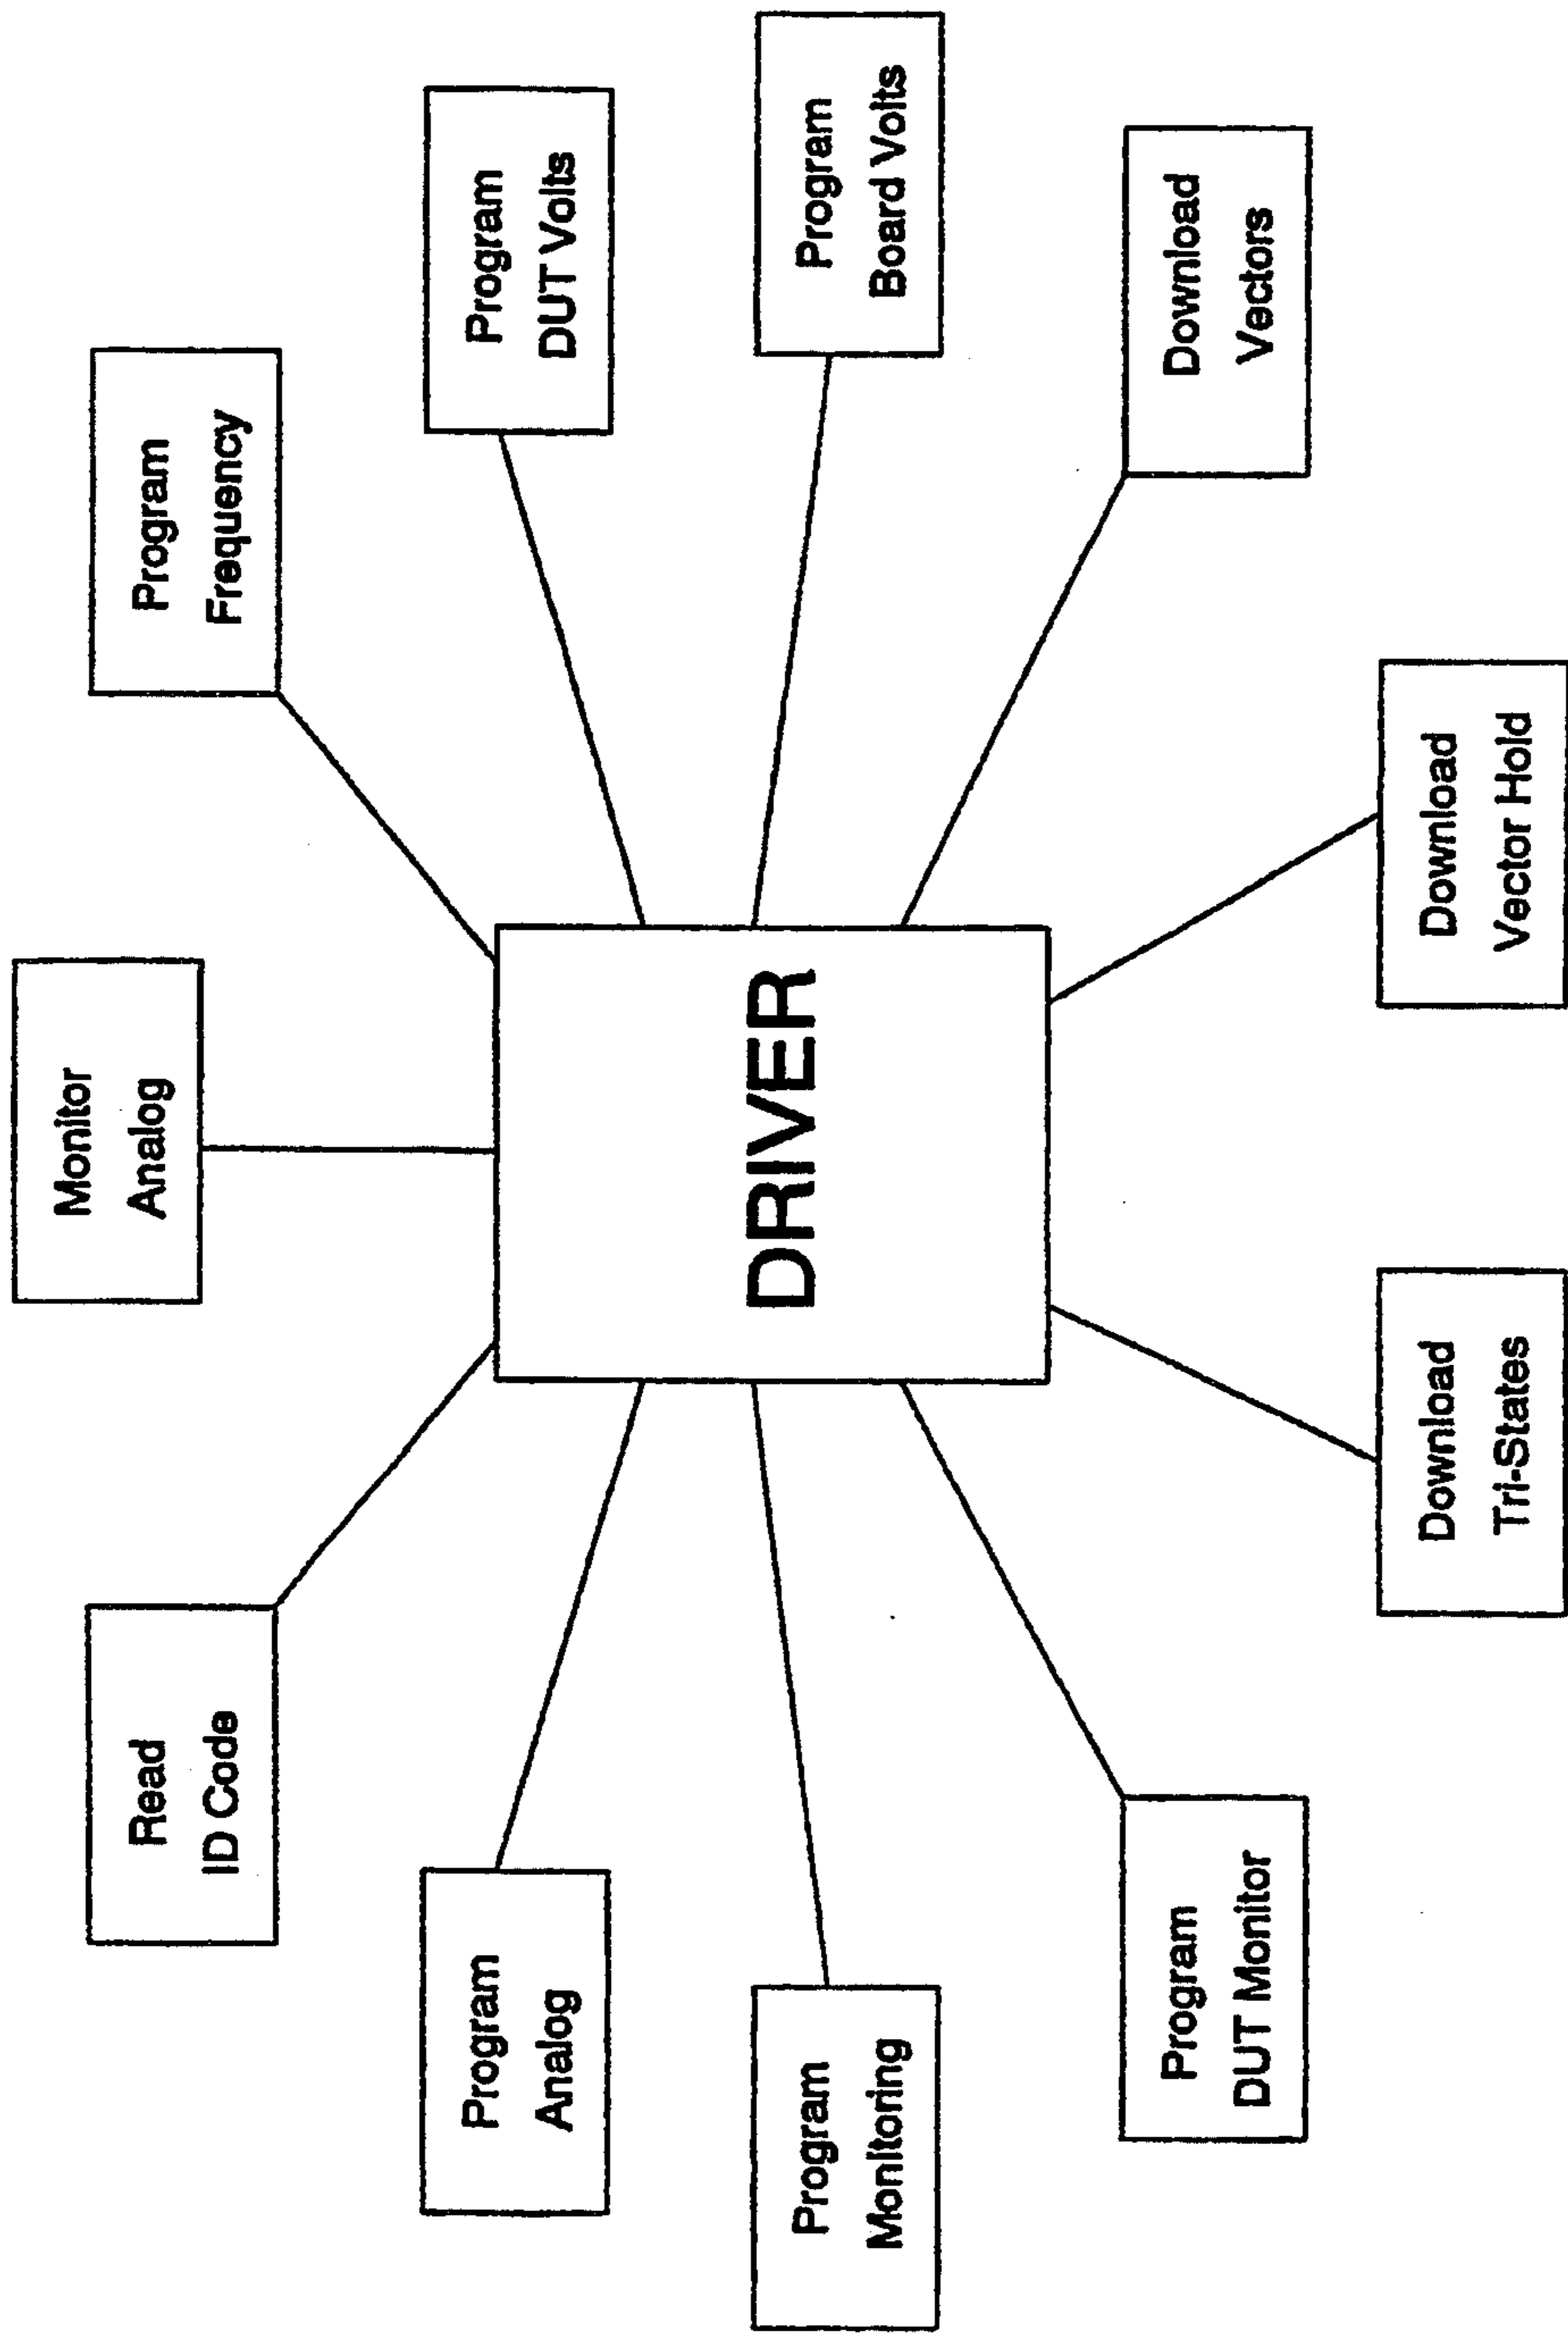 Monitor
Analog
Read
ID Code
Program
Frequency
Program
Analog
Program
DUT Volts
DRIVER
Program
Monitoring
Program
Board Volts
Program
DUT Monitor
Download
Vectors
Download
Tri-States
Download
Vector Hold